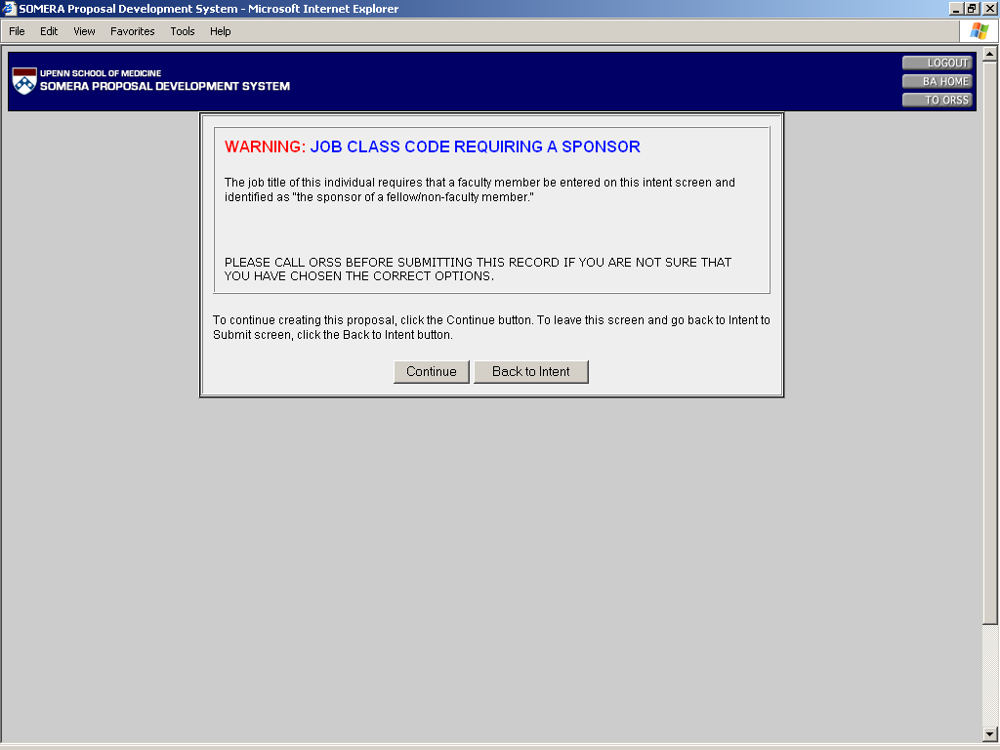 SOMERA Proposal Development System - Microsoft Internet Explorer
File Edit View Favorites Tools Help
UPENN SCHOOL OF MEDICINE
SOMERA PROPOSAL DEVELOPMENT SYSTEM
LOGOUT
BA HOME
TO ORSS
WARNING: JOB CLASS CODE REQUIRING A SPONSOR
The job title of this individual requires that a faculty member be entered on this intent screen and
identified as "the sponsor of a fellow/non-faculty member."
PLEASE CALL ORSS BEFORE SUBMITTING THIS RECORD IF YOU ARE NOT SURE THAT
YOU HAVE CHOSEN THE CORRECT OPTIONS.
To continue creating this proposal, click the Continue button. To leave this screen and go back to Intent to
Submit screen, click the Back to Intent button.
Continue Back to Intent